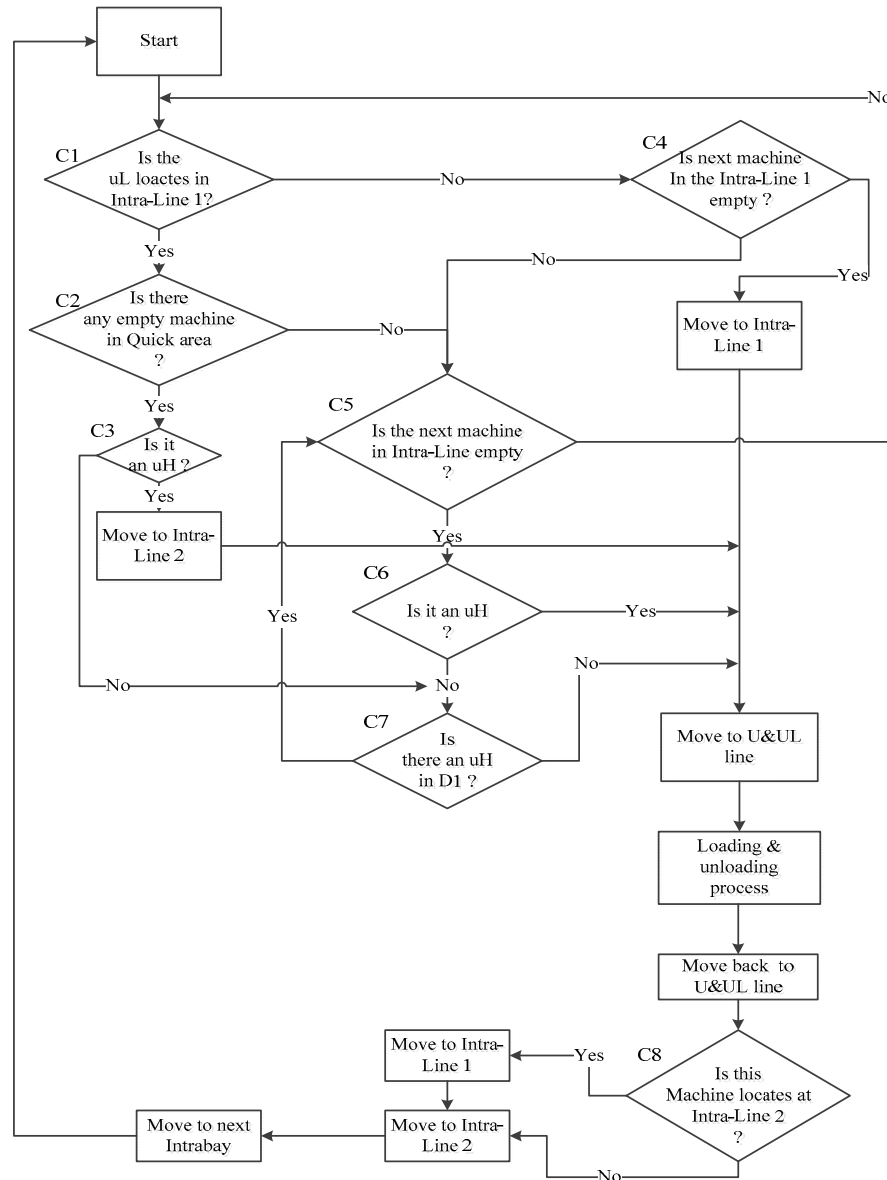 Start
No
C1
Is the
uL loactes in
Intra-Line 1?
No
C4
Is next machine
In the Intra-Line 1
empty ?
Yes
No
Yes
C2
Is there
any empty machine
in Quick area
?
No
Move to Intra-
Line 1
Yes
C3
Is it
an uH ?
C5
Is the next machine
in Intra-Line empty
?
Yes
Move to Intra-
Line 2
Yes
C6
Is it an uH
?
Yes
Yes
No
No
No
C7
Is
there an uH
in D1 ?
Move to U&UL
line
Loading &
unloading
process
Move back to
U&UL line
C8
Is this
Machine locates at
Intra-Line 2
?
Yes
Move to Intra-
Line 1
Move to next
Intrabay
Move to Intra-
Line 2
No